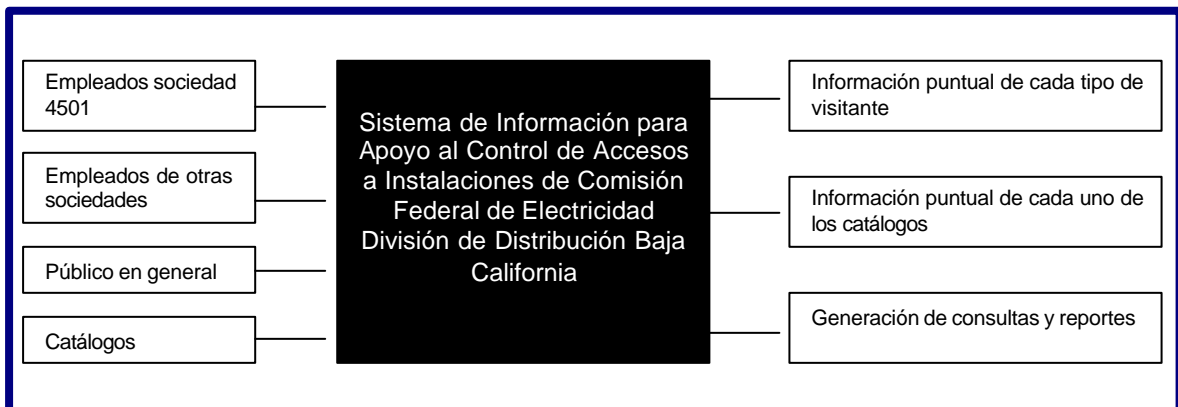 Empleados sociedad
4501
Empleados de otras
sociedades
Público en general
Catálogos
Sistema de Información para
Apoyo al Control de Accesos
a Instalaciones de Comisión
Federal de Electricidad
División de Distribución Baja
California
Información puntual de cada tipo de
visitante
Información puntual de cada uno de
los catálogos
Generación de consultas y reportes